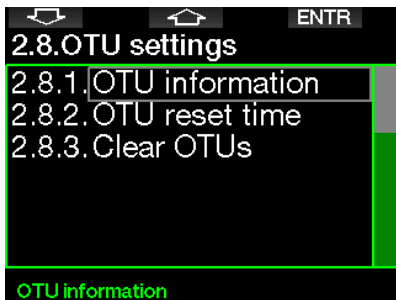 ENTR
2.8.OTU settings
2.8.1.OTU information
2.8.2.OTU reset time
2.8.3.Clear OTUs
OTU information